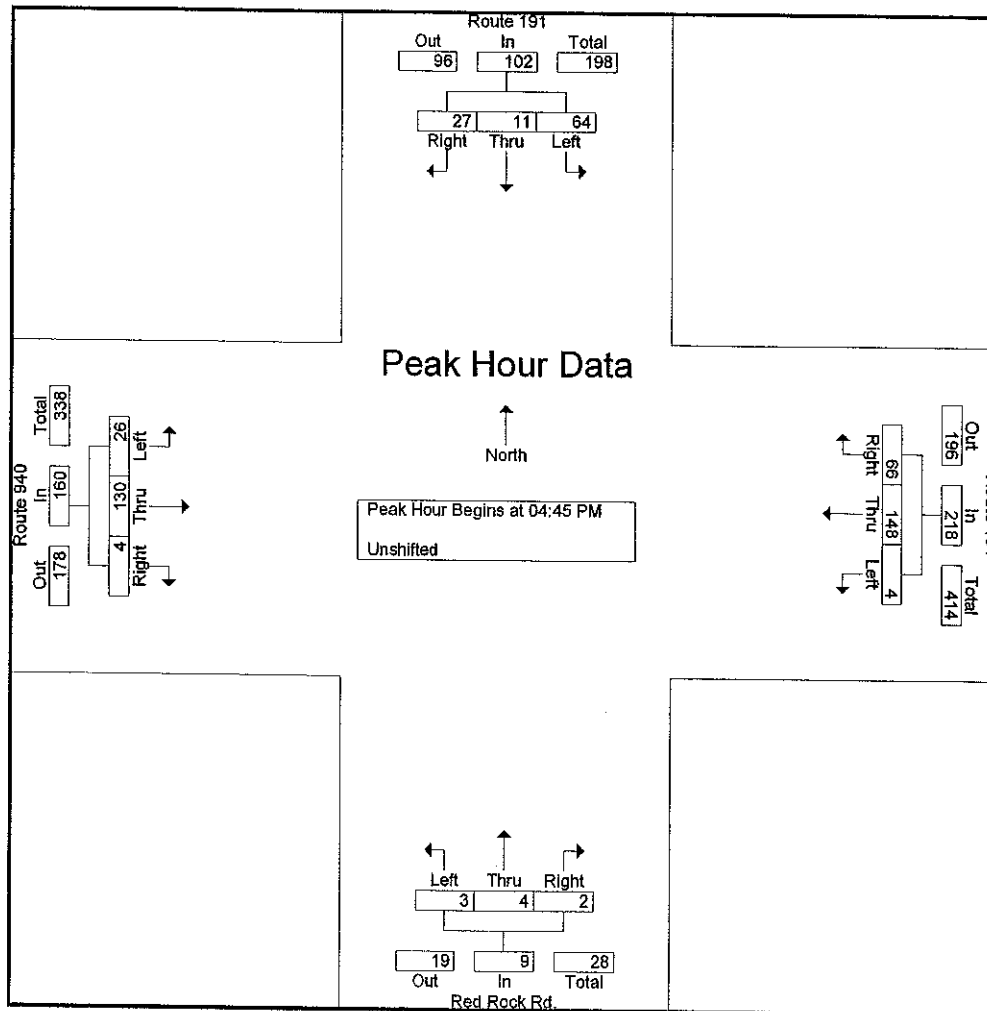 Route 191
Out In Total
96 102 198
27 11 64
Right Thru Left
Peak Hour Data
North
Peak Hour Begins at 04:45 PM
Unshifted
Route 940
Out In Total
178 160 338
4 130 26
Right Thru Left
Out In Total
196 218 414
66 148 4
Right Thru Left
Left Thru Right
3 4 2
19 9 28
Out In Total
Red Rock Rd.